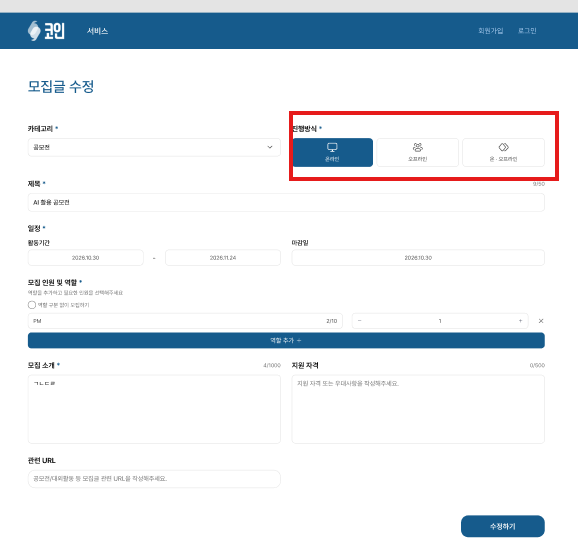 코인
서비스
회원가입
로그인
모집글 수정
카테고리 *
진행방식 *
공모전
온라인
오프라인
온 · 오프라인
제목 *
9/50
AI 활용 공모전
일정 *
활동기간
마감일
2026.10.30
-
2026.11.24
2026.10.30
모집 인원 및 역할 *
역할을 추가하고 필요한 인원을 선택해주세요
역할 구분 없이 모집하기
PM
2/10
－
1
+
×
역할 추가 +
모집 소개 *
4/1000
지원 자격
0/500
ㄱㄴㄷㄹ
지원 자격 또는 우대사항을 작성해주세요.
관련 URL
공모전/대외활동 등 모집글 관련 URL을 작성해주세요.
수정하기